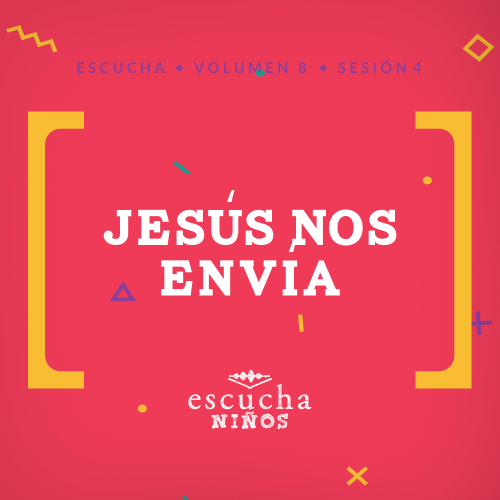 ESCUCHA • VOLUMEN 8 • SESIÓN 4
JESÚS NOS
ENVÍA
escucha
NIÑOS